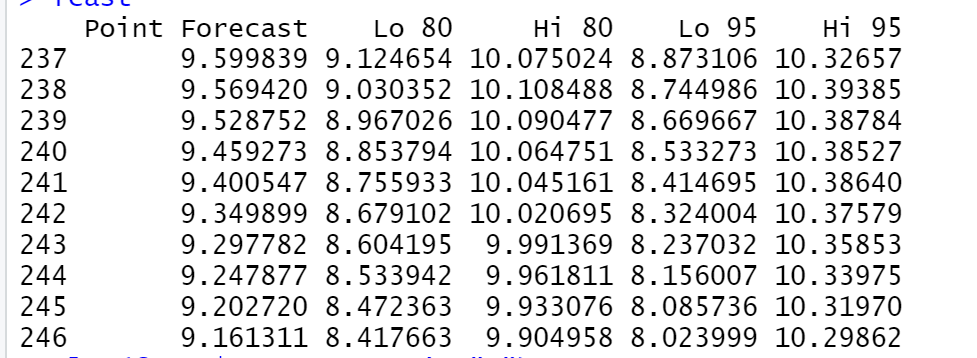 > fcast
Point Forecast Lo 80 Hi 80 Lo 95 Hi 95
237 9.599839 9.124654 10.075024 8.873106 10.32657
238 9.569420 9.030352 10.108488 8.744986 10.39385
239 9.528752 8.967026 10.090477 8.669667 10.38784
240 9.459273 8.853794 10.064751 8.533273 10.38527
241 9.400547 8.755933 10.045161 8.414695 10.38640
242 9.349899 8.679102 10.020695 8.324004 10.37579
243 9.297782 8.604195 9.991369 8.237032 10.35853
244 9.247877 8.533942 9.961811 8.156007 10.33975
245 9.202720 8.472363 9.933076 8.085736 10.31970
246 9.161311 8.417663 9.904958 8.023999 10.29862